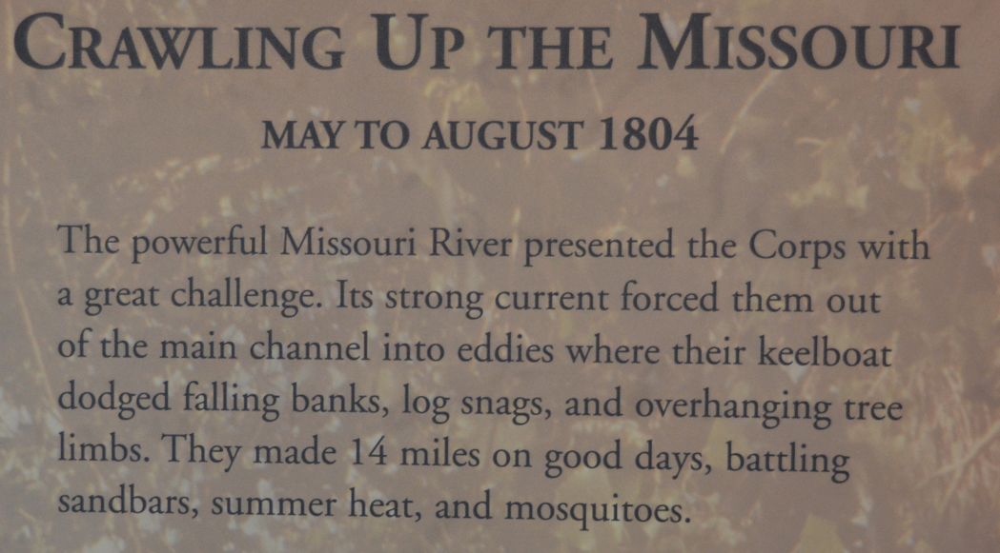 Crawling Up the Missouri
MAY TO AUGUST 1804
The powerful Missouri River presented the Corps with
a great challenge. Its strong current forced them out
of the main channel into eddies where their keelboat
dodged falling banks, log snags, and overhanging tree
limbs. They made 14 miles on good days, battling
sandbars, summer heat, and mosquitoes.